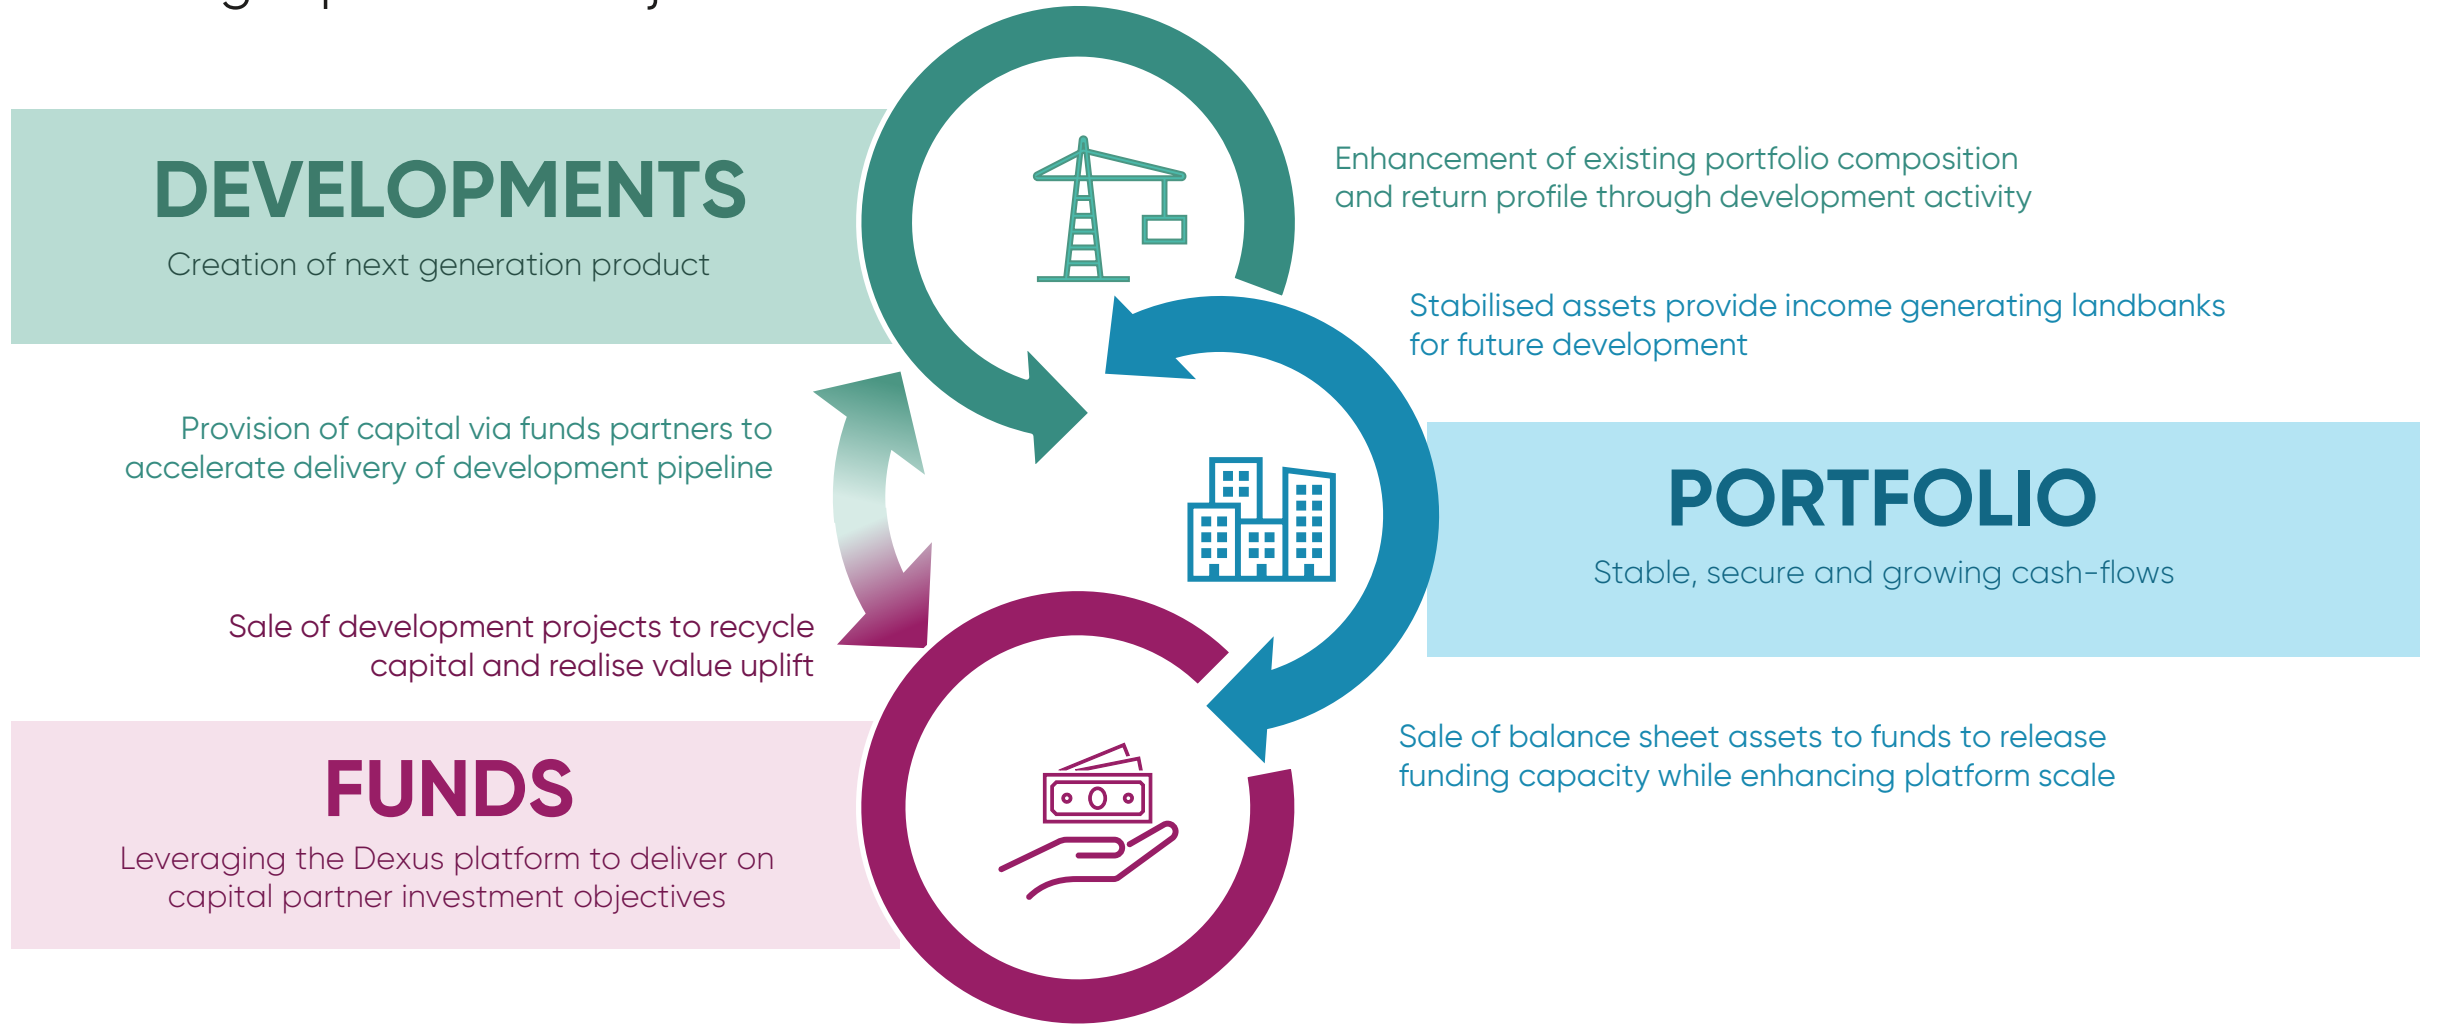 DEVELOPMENTS
Creation of next generation product
Enhancement of existing portfolio composition
and return profile through development activity
Stabilised assets provide income generating landbanks
for future development
Provision of capital via funds partners to
accelerate delivery of development pipeline
PORTFOLIO
Stable, secure and growing cash-flows
Sale of development projects to recycle
capital and realise value uplift
Sale of balance sheet assets to funds to release
funding capacity while enhancing platform scale
FUNDS
Leveraging the Dexus platform to deliver on
capital partner investment objectives